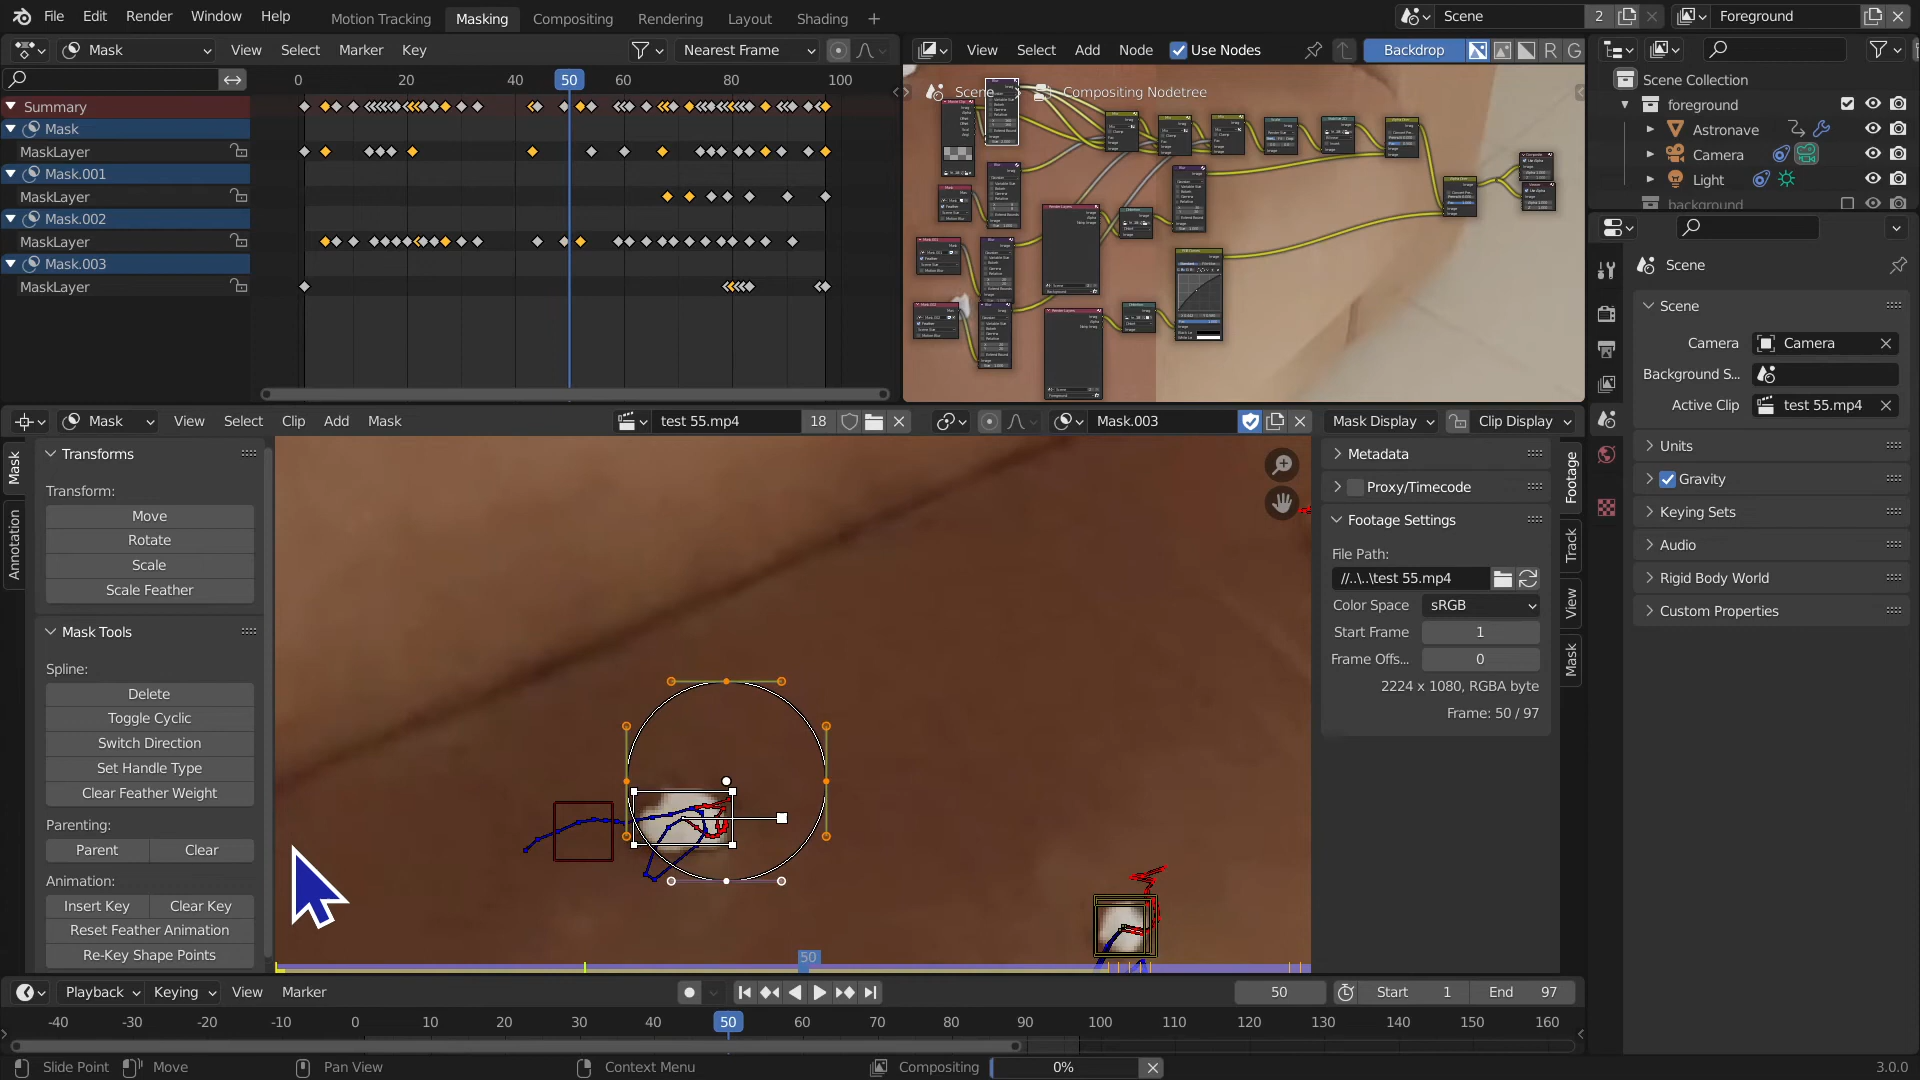 File Edit Render Window Help Motion Tracking Masking Compositing Rendering Layout Shading + Scene 2 Foreground
Mask View Select Marker Key Nearest Frame
View Select Add Node Use Nodes Backdrop R G
0 20 40 50 60 80 100
Summary
Mask
MaskLayer
Mask.001
MaskLayer
Mask.002
MaskLayer
Mask.003
MaskLayer
Scene Compositing Nodetree
Scene Collection
foreground
Astronave
Camera
Light
background
Scene
Scene
Camera Camera
Background S...
Active Clip test 55.mp4
Units
Gravity
Keying Sets
Audio
Rigid Body World
Custom Properties
Mask View Select Clip Add Mask test 55.mp4 18 Mask.003 Mask Display Clip Display
Mask
Annotation
Transforms
Transform:
Move
Rotate
Scale
Scale Feather
Mask Tools
Spline:
Delete
Toggle Cyclic
Switch Direction
Set Handle Type
Clear Feather Weight
Parenting:
Parent Clear
Animation:
Insert Key Clear Key
Reset Feather Animation
Re-Key Shape Points
50
Metadata
Proxy/Timecode
Footage Settings
File Path:
//..\..\test 55.mp4
Color Space sRGB
Start Frame 1
Frame Offs... 0
2224 x 1080, RGBA byte
Frame: 50 / 97
Footage
Track
View
Mask
Playback Keying View Marker 50 Start 1 End 97
-40 -30 -20 -10 0 10 20 30 40 50 60 70 80 90 100 110 120 130 140 150 160
Slide Point Move Pan View Context Menu Compositing 0% 3.0.0